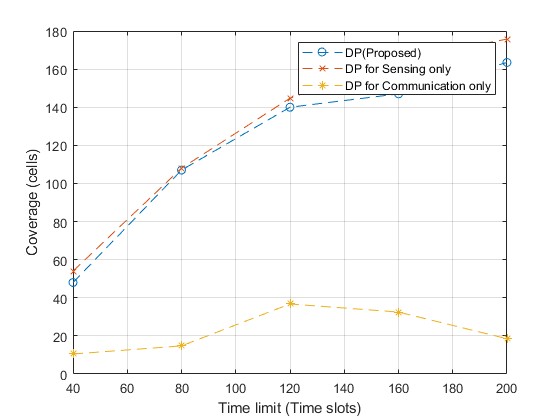 180
160
140
120
100
80
60
40
20
0
Coverage (cells)
DP(Proposed)
DP for Sensing only
DP for Communication only
40 60 80 100 120 140 160 180 200
Time limit (Time slots)